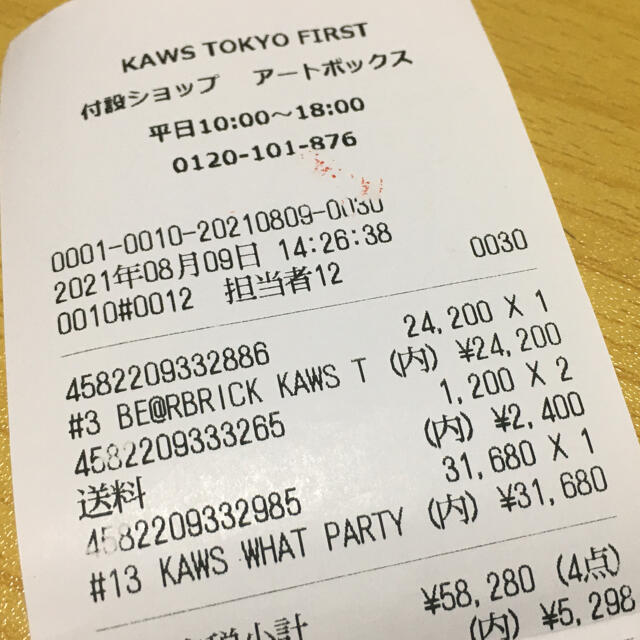 KAWS TOKYO FIRST
付設ショップ アートボックス
平日10:00~18:00
0120-101-876
0001-0010-20210809-0030
2021年08月09日 14:26:38
0010#0012 担当者12 0030
4582209332886 24,200 X 1
#3 BE@RBRICK KAWS T (内) ¥24,200
4582209333265 1,200 X 2
送料 (内) ¥2,400
4582209332985 31,680 X 1
#13 KAWS WHAT PARTY (内) ¥31,680
小計 ¥58,280 (4点)
(内) ¥5,298